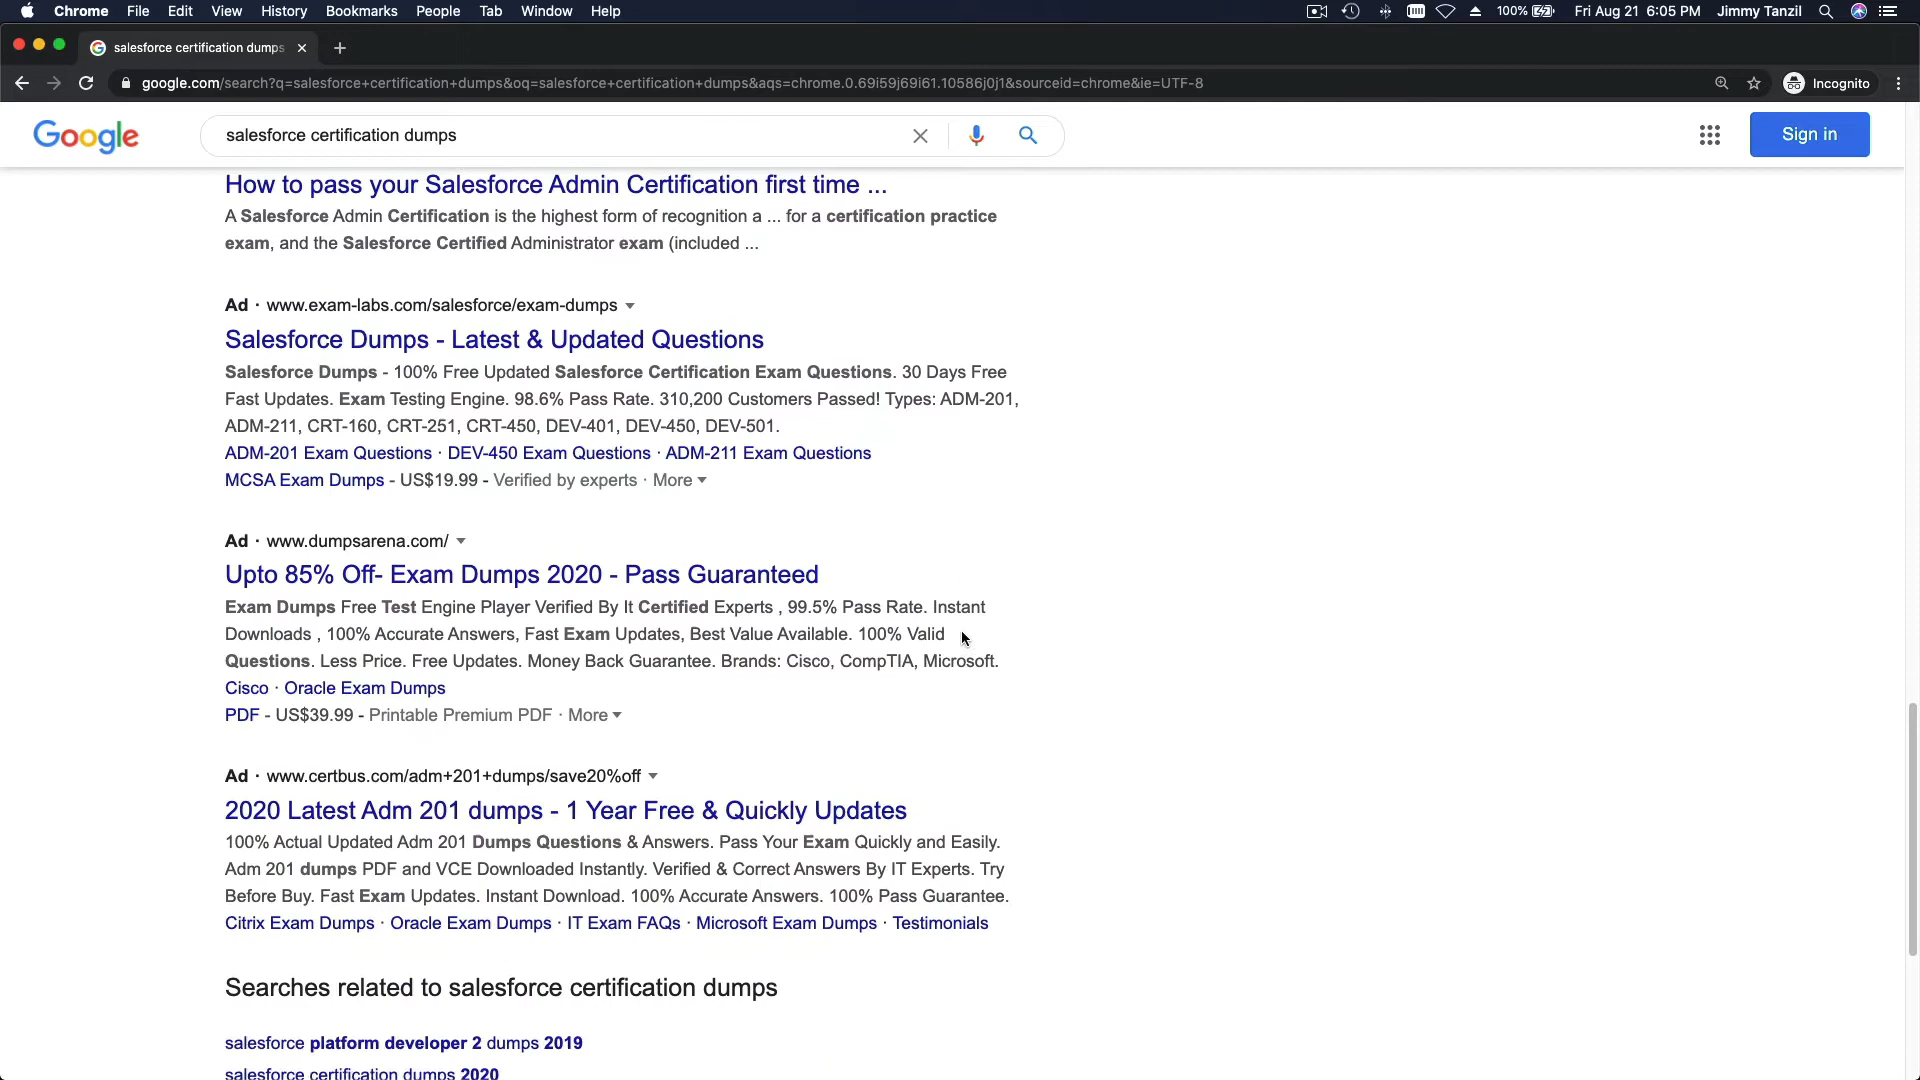 Chrome File Edit View History Bookmarks People Tab Window Help 100% Fri Aug 21 6:05 PM Jimmy Tanzil
salesforce certification dumps
google.com/search?q=salesforce+certification+dumps&oq=salesforce+certification+dumps&aqs=chrome.0.69i59j69i61.10586j0j1&sourceid=chrome&ie=UTF-8 Incognito
Google salesforce certification dumps Sign in
How to pass your Salesforce Admin Certification first time ...
A Salesforce Admin Certification is the highest form of recognition a ... for a certification practice
exam, and the Salesforce Certified Administrator exam (included ...
Ad · www.exam-labs.com/salesforce/exam-dumps
Salesforce Dumps - Latest & Updated Questions
Salesforce Dumps - 100% Free Updated Salesforce Certification Exam Questions. 30 Days Free
Fast Updates. Exam Testing Engine. 98.6% Pass Rate. 310,200 Customers Passed! Types: ADM-201,
ADM-211, CRT-160, CRT-251, CRT-450, DEV-401, DEV-450, DEV-501.
ADM-201 Exam Questions · DEV-450 Exam Questions · ADM-211 Exam Questions
MCSA Exam Dumps - US$19.99 - Verified by experts · More
Ad · www.dumpsarena.com/
Upto 85% Off- Exam Dumps 2020 - Pass Guaranteed
Exam Dumps Free Test Engine Player Verified By It Certified Experts , 99.5% Pass Rate. Instant
Downloads , 100% Accurate Answers, Fast Exam Updates, Best Value Available. 100% Valid
Questions. Less Price. Free Updates. Money Back Guarantee. Brands: Cisco, CompTIA, Microsoft.
Cisco · Oracle Exam Dumps
PDF - US$39.99 - Printable Premium PDF · More
Ad · www.certbus.com/adm+201+dumps/save20%off
2020 Latest Adm 201 dumps - 1 Year Free & Quickly Updates
100% Actual Updated Adm 201 Dumps Questions & Answers. Pass Your Exam Quickly and Easily.
Adm 201 dumps PDF and VCE Downloaded Instantly. Verified & Correct Answers By IT Experts. Try
Before Buy. Fast Exam Updates. Instant Download. 100% Accurate Answers. 100% Pass Guarantee.
Citrix Exam Dumps · Oracle Exam Dumps · IT Exam FAQs · Microsoft Exam Dumps · Testimonials
Searches related to salesforce certification dumps
salesforce platform developer 2 dumps 2019
salesforce certification dumps 2020